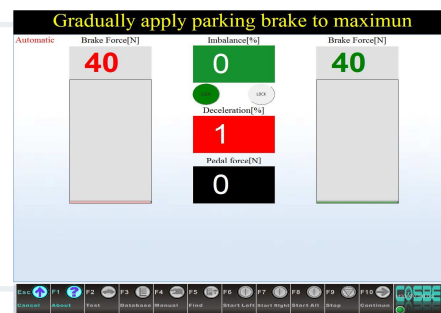 Gradually apply parking brake to maximun
Automatic
Brake Force[N]
Imbalance[%]
Brake Force[N]
40
0
40
LOCK
Deceleration[%]
1
Pedal force[N]
0
Esc F1 F2 F3 F4 F5 F6 F7 F8 F9 F10
Cancel About Test Database Manual Find Start Left Start Right Start All Stop Continue
COSBER